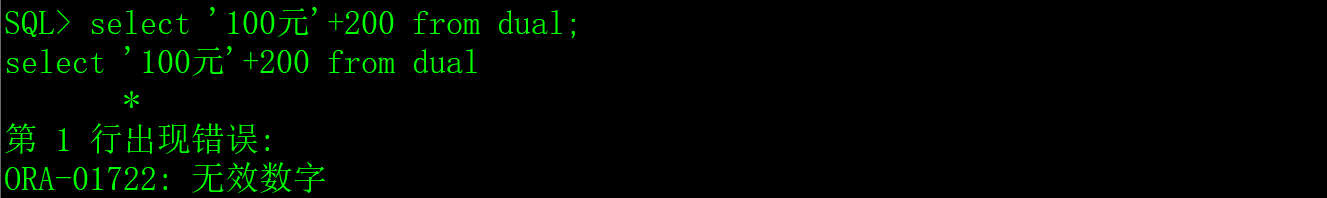 SQL> select '100元'+200 from dual;
select '100元'+200 from dual
*
第 1 行出现错误:
ORA-01722: 无效数字